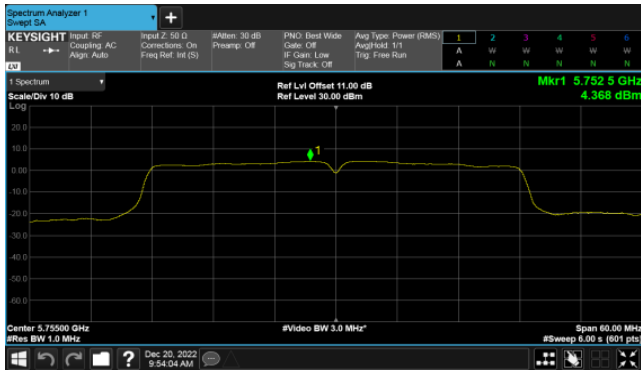 Spectrum Analyzer 1
Swept SA
+
KEYSIGHT Input: RF Input Z: 50 Ω #Atten: 30 dB PNO: Best Wide Avg Type: Power (RMS) 1 2 3 4 5 6
RL Coupling: AC Corrections: On Preamp: Off Gate: Off Avg|Hold: 1/1 A W W W W W
Align: Auto Freq Ref: Int (S) IF Gain: Low Trig: Free Run
Sig Track: Off A N N N N N
LXI
1 Spectrum Ref Lvl Offset 11.00 dB Mkr1 5.752 5 GHz
Scale/Div 10 dB Ref Level 30.00 dBm 4.368 dBm
Log
20.0
10.0
1
0.00
-10.0
-20.0
-30.0
-40.0
-50.0
-60.0
Center 5.75500 GHz #Video BW 3.0 MHz* Span 60.00 MHz
#Res BW 1.0 MHz #Sweep 6.00 s (601 pts)
? Dec 20, 2022
9:54:04 AM